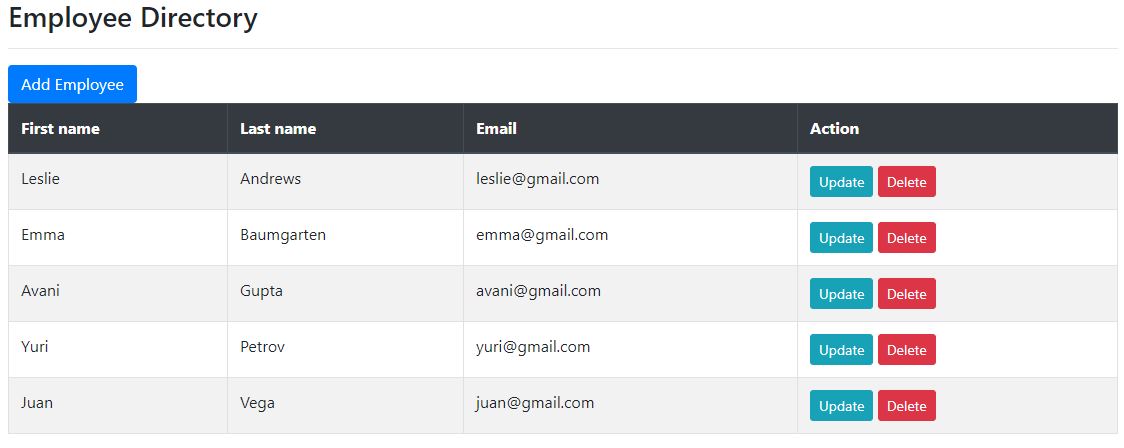 Employee Directory
Add Employee
First name Last name Email Action
Leslie Andrews leslie@gmail.com Update Delete
Emma Baumgarten emma@gmail.com Update Delete
Avani Gupta avani@gmail.com Update Delete
Yuri Petrov yuri@gmail.com Update Delete
Juan Vega juan@gmail.com Update Delete